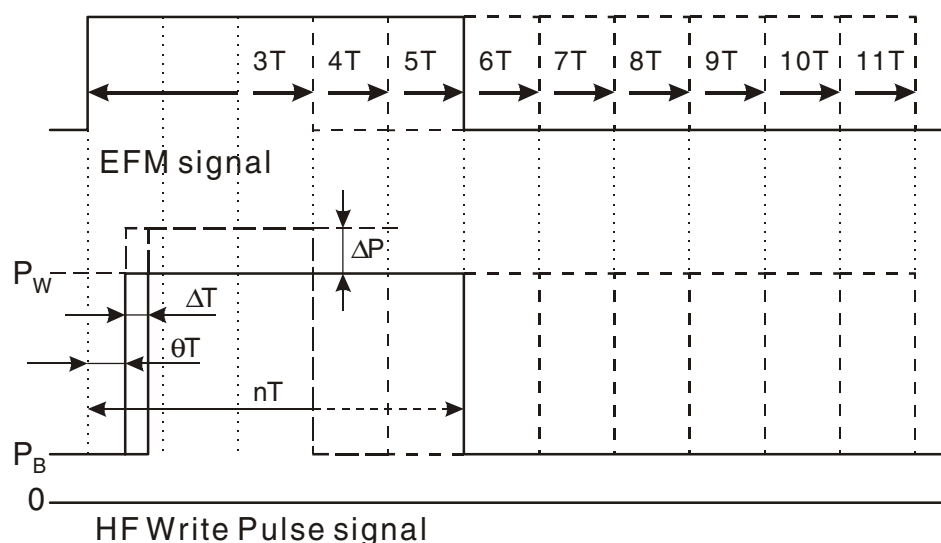 3T 4T 5T 6T 7T 8T 9T 10T 11T
EFM signal
ΔP
P_W
ΔT
θT
nT
P_B
0
HF Write Pulse signal